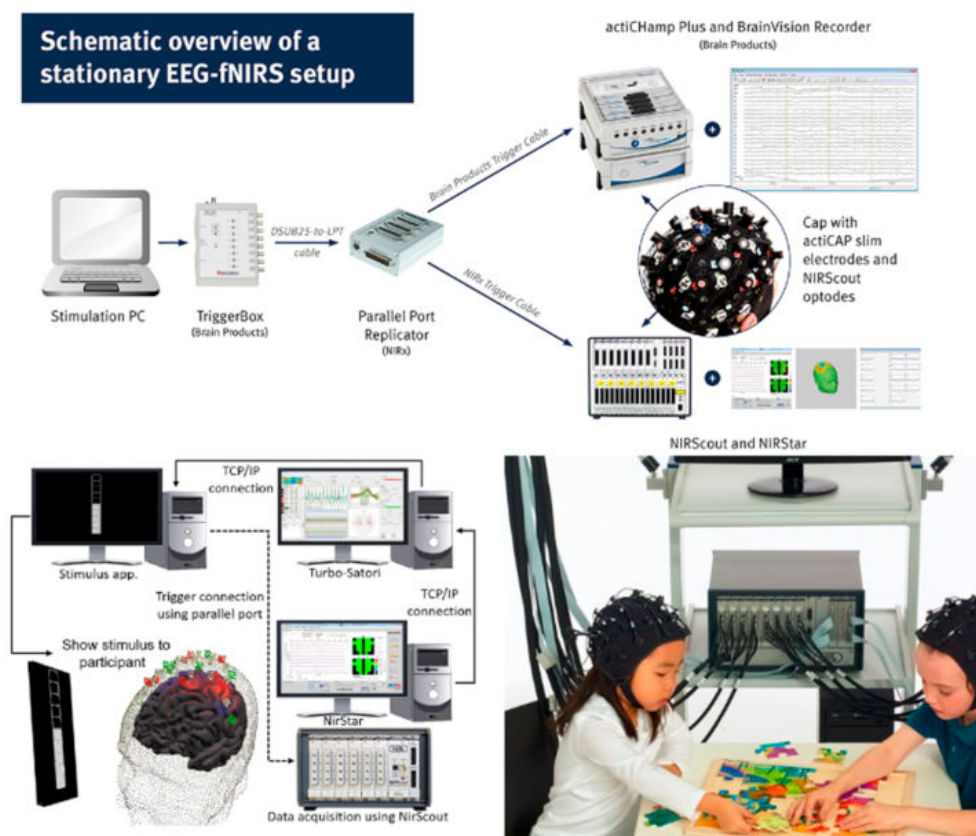 Schematic overview of a
stationary EEG-fNIRS setup
actiCHamp Plus and BrainVision Recorder
(Brain Products)
Brain Products Trigger Cable
DSUB25-to-LPT
cable
NIRx Trigger Cable
Cap with
actiCAP slim
electrodes and
NIRScout
optodes
Stimulation PC
TriggerBox
(Brain Products)
Parallel Port
Replicator
(NIRx)
NIRScout and NIRStar
TCP/IP
connection
Stimulus app.
Turbo-Satori
Trigger connection
using parallel port
TCP/IP
connection
Show stimulus to
participant
NirStar
Data acquisition using NirScout